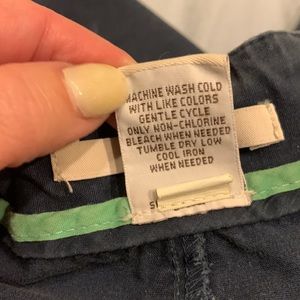 MACHINE WASH COLD
WITH LIKE COLORS
GENTLE CYCLE
ONLY NON-CHLORINE
BLEACH WHEN NEEDED
TUMBLE DRY LOW
COOL IRON
WHEN NEEDED